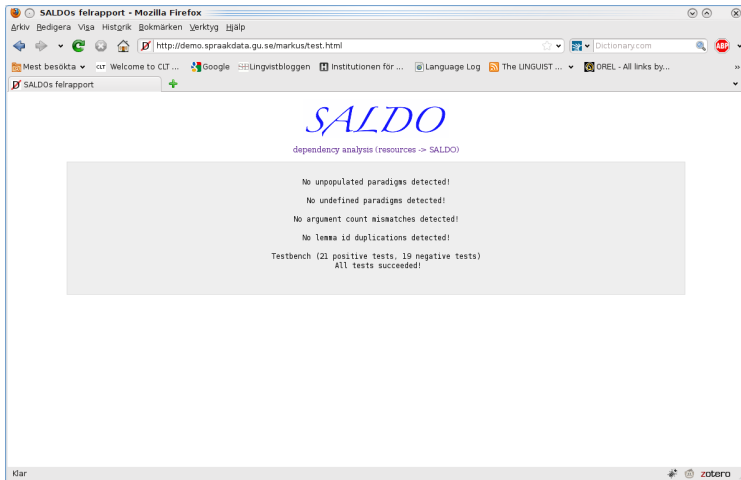 SALDOs felrapport - Mozilla Firefox
Arkiv Redigera Visa Historik Bokmärken Verktyg Hjälp
http://demo.spraakdata.gu.se/markus/test.html
Dictionary.com
ABP
Mest besökta CLT Welcome to CLT ... Google Lingvistbloggen Institutionen för ... Language Log The LINGUIST ... OREL - All links by... »
SALDOs felrapport
SALDO
dependency analysis (resources -> SALDO)
No unpopulated paradigms detected!
No undefined paradigms detected!
No argument count mismatches detected!
No lemma id duplications detected!
Testbench (21 positive tests, 19 negative tests)
All tests succeeded!
Klar
zotero